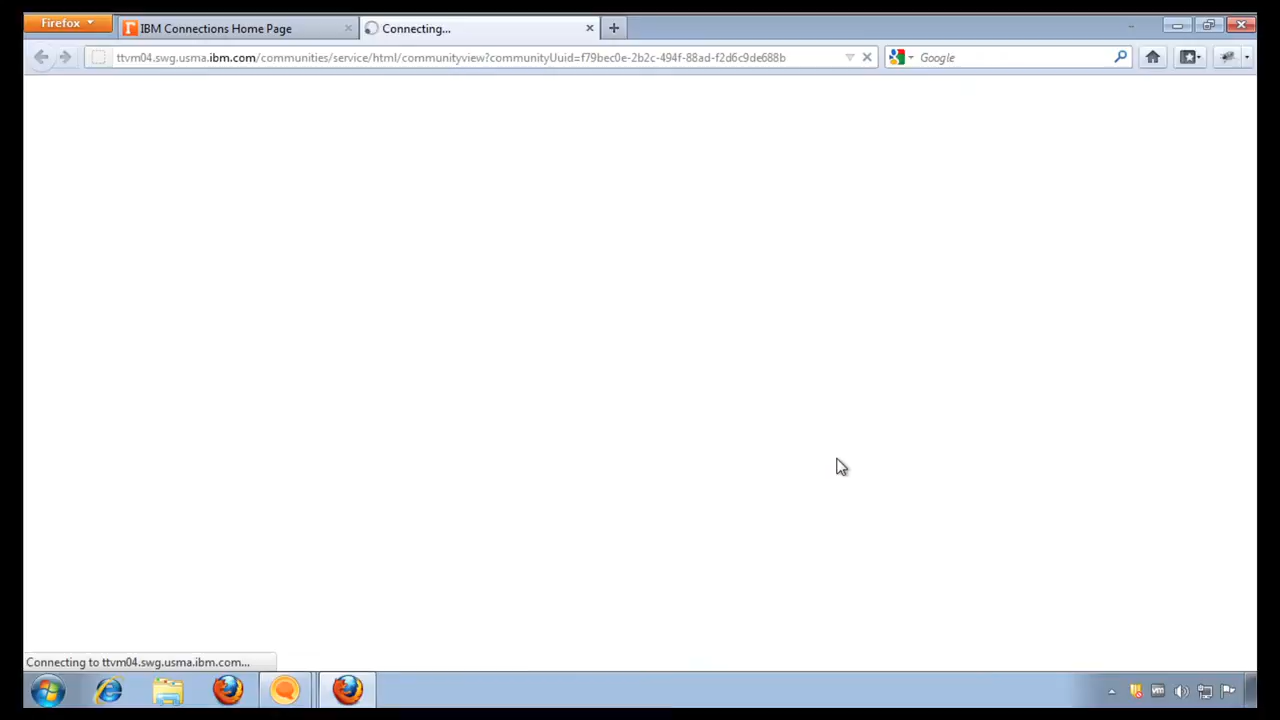 Firefox
IBM Connections Home Page
Connecting...
ttvm04.swg.usma.ibm.com/communities/service/html/communityview?communityUuid=f79bec0e-2b2c-494f-88ad-f2d6c9de688b
Google
Connecting to ttvm04.swg.usma.ibm.com...